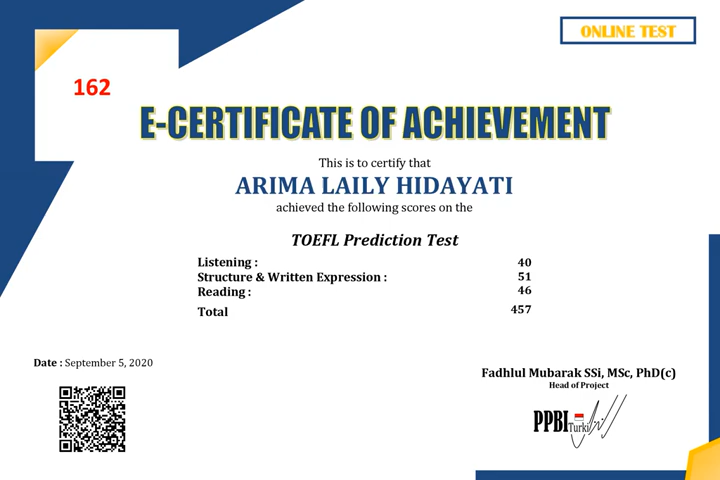 ONLINE TEST
162
E-CERTIFICATE OF ACHIEVEMENT
This is to certify that
ARIMA LAILY HIDAYATI
achieved the following scores on the
TOEFL Prediction Test
Listening : 40
Structure & Written Expression : 51
Reading : 46
Total 457
Date : September 5, 2020
Fadhlul Mubarak SSi, MSc, PhD(c)
Head of Project
PPBI Turki